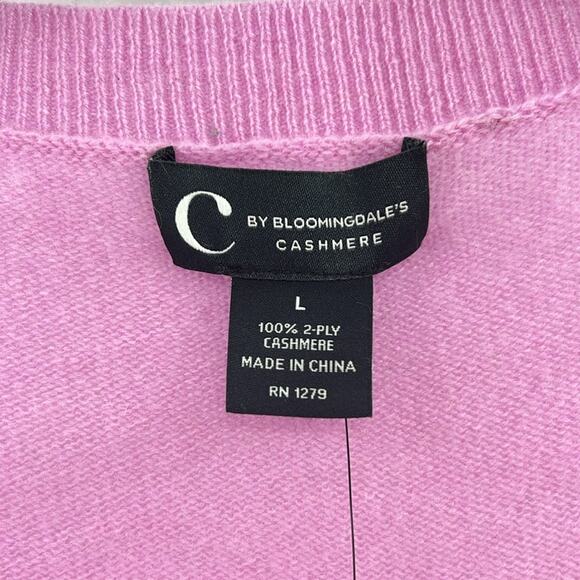 C BY BLOOMINGDALE'S
CASHMERE
L
100% 2-PLY
CASHMERE
MADE IN CHINA
RN 1279